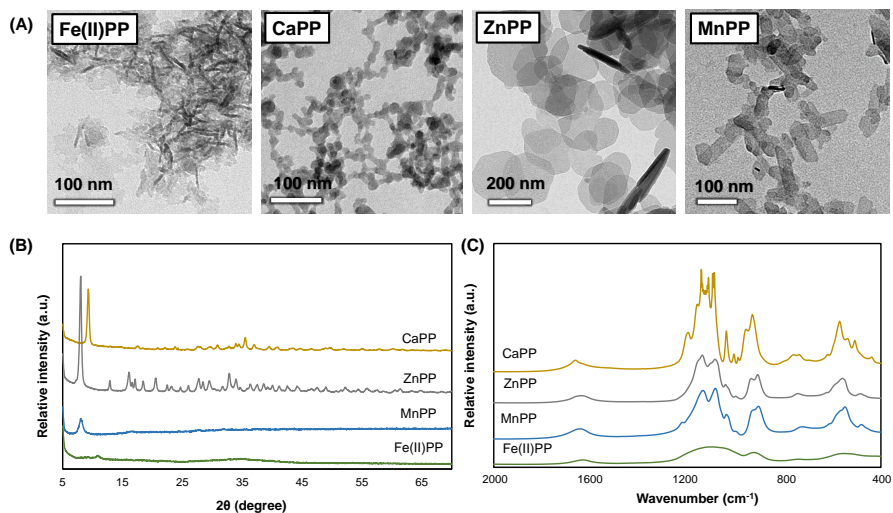 (A)
Fe(II)PP
CaPP
ZnPP
MnPP
100 nm
100 nm
200 nm
100 nm
(B)
Relative intensity (a.u.)
CaPP
ZnPP
MnPP
Fe(II)PP
5
15
25
35
45
55
65
2θ (degree)
(C)
Relative intensity (a.u.)
CaPP
ZnPP
MnPP
Fe(II)PP
2000
1600
1200
800
400
Wavenumber (cm⁻¹)